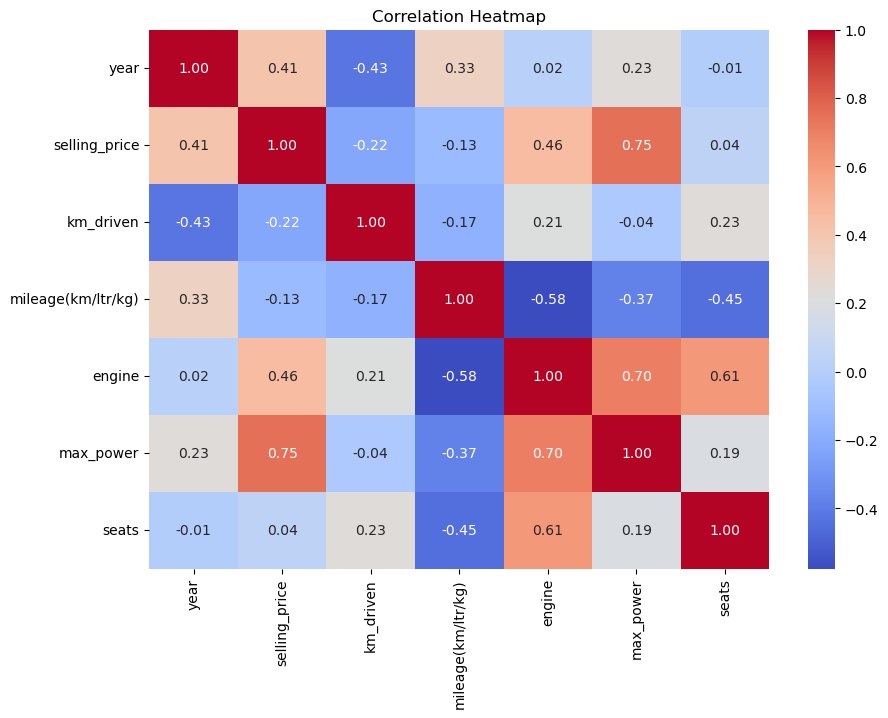 Correlation Heatmap
year 1.00 0.41 -0.43 0.33 0.02 0.23 -0.01
selling_price 0.41 1.00 -0.22 -0.13 0.46 0.75 0.04
km_driven -0.43 -0.22 1.00 -0.17 0.21 -0.04 0.23
mileage(km/ltr/kg) 0.33 -0.13 -0.17 1.00 -0.58 -0.37 -0.45
engine 0.02 0.46 0.21 -0.58 1.00 0.70 0.61
max_power 0.23 0.75 -0.04 -0.37 0.70 1.00 0.19
seats -0.01 0.04 0.23 -0.45 0.61 0.19 1.00
year
selling_price
km_driven
mileage(km/ltr/kg)
engine
max_power
seats
1.0
0.8
0.6
0.4
0.2
0.0
−0.2
−0.4